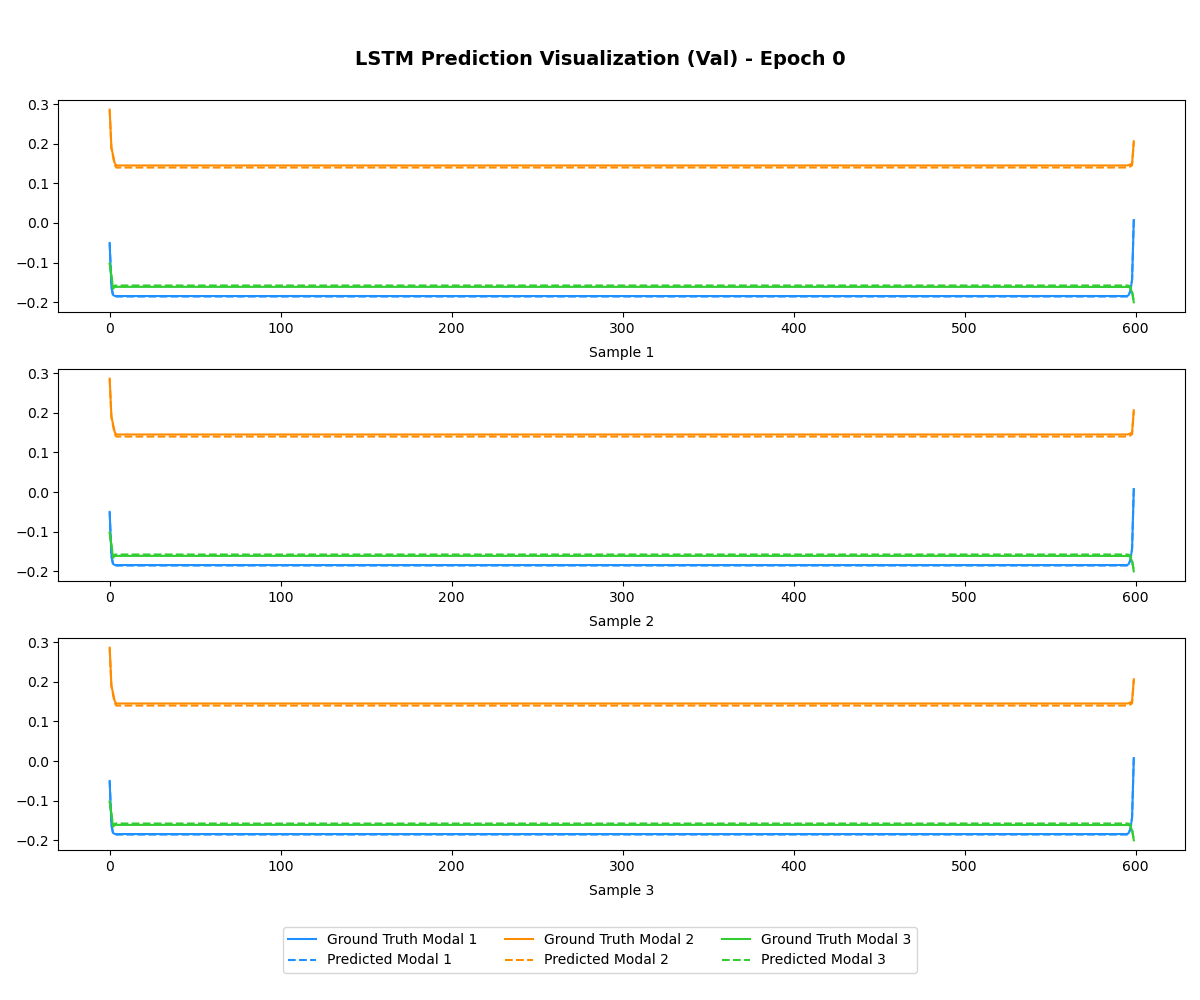 LSTM Prediction Visualization (Val) - Epoch 0
0.3
0.2
0.1
0.0
−0.1
−0.2
0 100 200 300 400 500 600
Sample 1
0.3
0.2
0.1
0.0
−0.1
−0.2
0 100 200 300 400 500 600
Sample 2
0.3
0.2
0.1
0.0
−0.1
−0.2
0 100 200 300 400 500 600
Sample 3
Ground Truth Modal 1 Ground Truth Modal 2 Ground Truth Modal 3
Predicted Modal 1 Predicted Modal 2 Predicted Modal 3